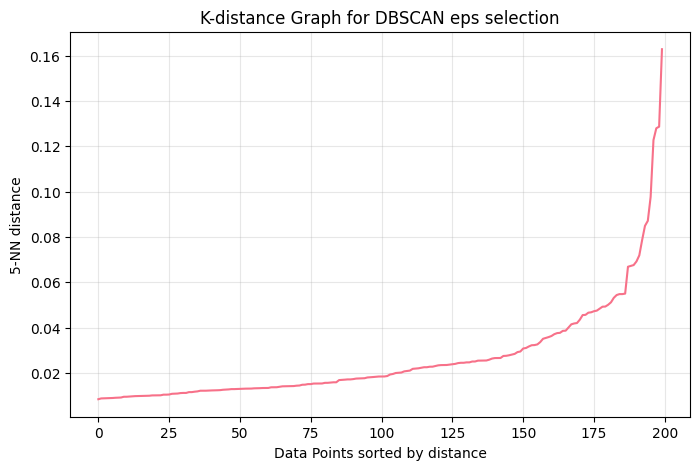 K-distance Graph for DBSCAN eps selection
0.16
0.14
0.12
0.10
0.08
0.06
0.04
0.02
5-NN distance
0 25 50 75 100 125 150 175 200
Data Points sorted by distance